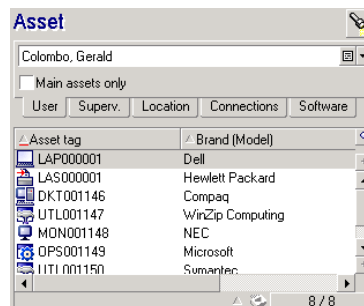 Asset
Colombo, Gerald
Main assets only
User Superv. Location Connections Software
Asset tag Brand (Model)
LAP000001 Dell
LAS000001 Hewlett Packard
DKT001146 Compaq
UTL001147 WinZip Computing
MON001148 NEC
OPS001149 Microsoft
UTL001150 Symantec
8 / 8